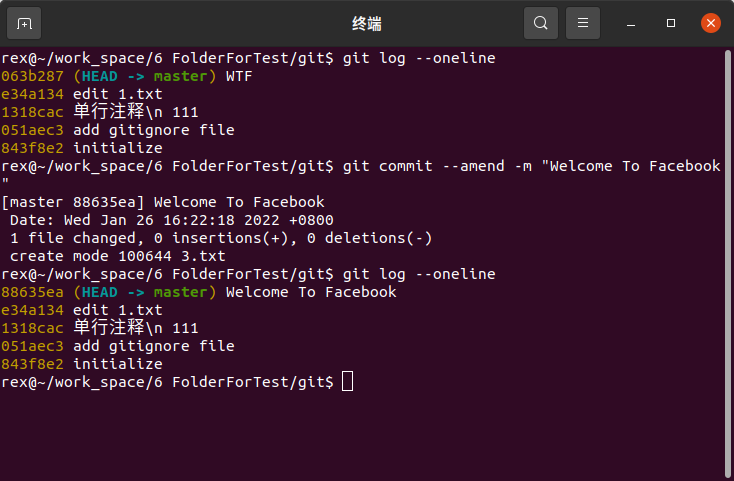 终端
rex@~/work_space/6 FolderForTest/git$ git log --oneline
063b287 (HEAD -> master) WTF
e34a134 edit 1.txt
1318cac 单行注释\n 111
051aec3 add gitignore file
843f8e2 initialize
rex@~/work_space/6 FolderForTest/git$ git commit --amend -m "Welcome To Facebook
"
[master 88635ea] Welcome To Facebook
 Date: Wed Jan 26 16:22:18 2022 +0800
 1 file changed, 0 insertions(+), 0 deletions(-)
 create mode 100644 3.txt
rex@~/work_space/6 FolderForTest/git$ git log --oneline
88635ea (HEAD -> master) Welcome To Facebook
e34a134 edit 1.txt
1318cac 单行注释\n 111
051aec3 add gitignore file
843f8e2 initialize
rex@~/work_space/6 FolderForTest/git$